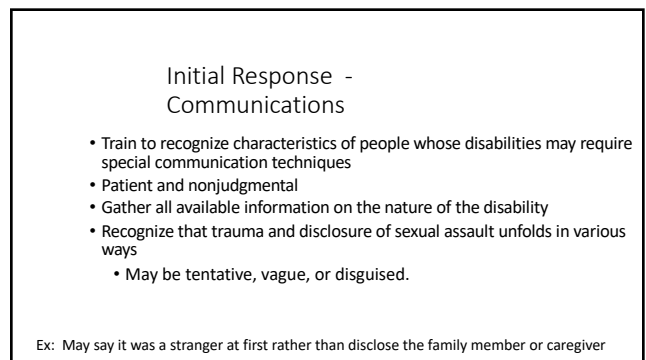 Initial Response -
Communications
• Train to recognize characteristics of people whose disabilities may require
special communication techniques
• Patient and nonjudgmental
• Gather all available information on the nature of the disability
• Recognize that trauma and disclosure of sexual assault unfolds in various
ways
• May be tentative, vague, or disguised.
Ex: May say it was a stranger at first rather than disclose the family member or caregiver